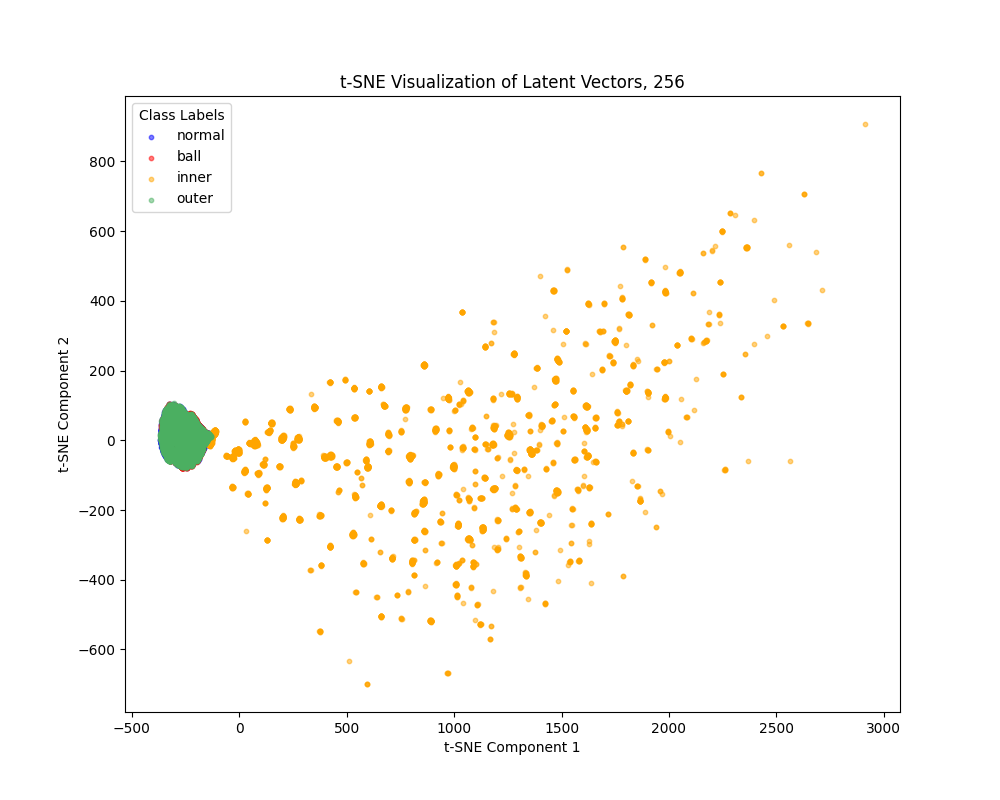 t-SNE Visualization of Latent Vectors, 256
Class Labels
normal
ball
inner
outer
800
600
400
200
0
−200
−400
−600
t-SNE Component 2
−500
0
500
1000
1500
2000
2500
3000
t-SNE Component 1